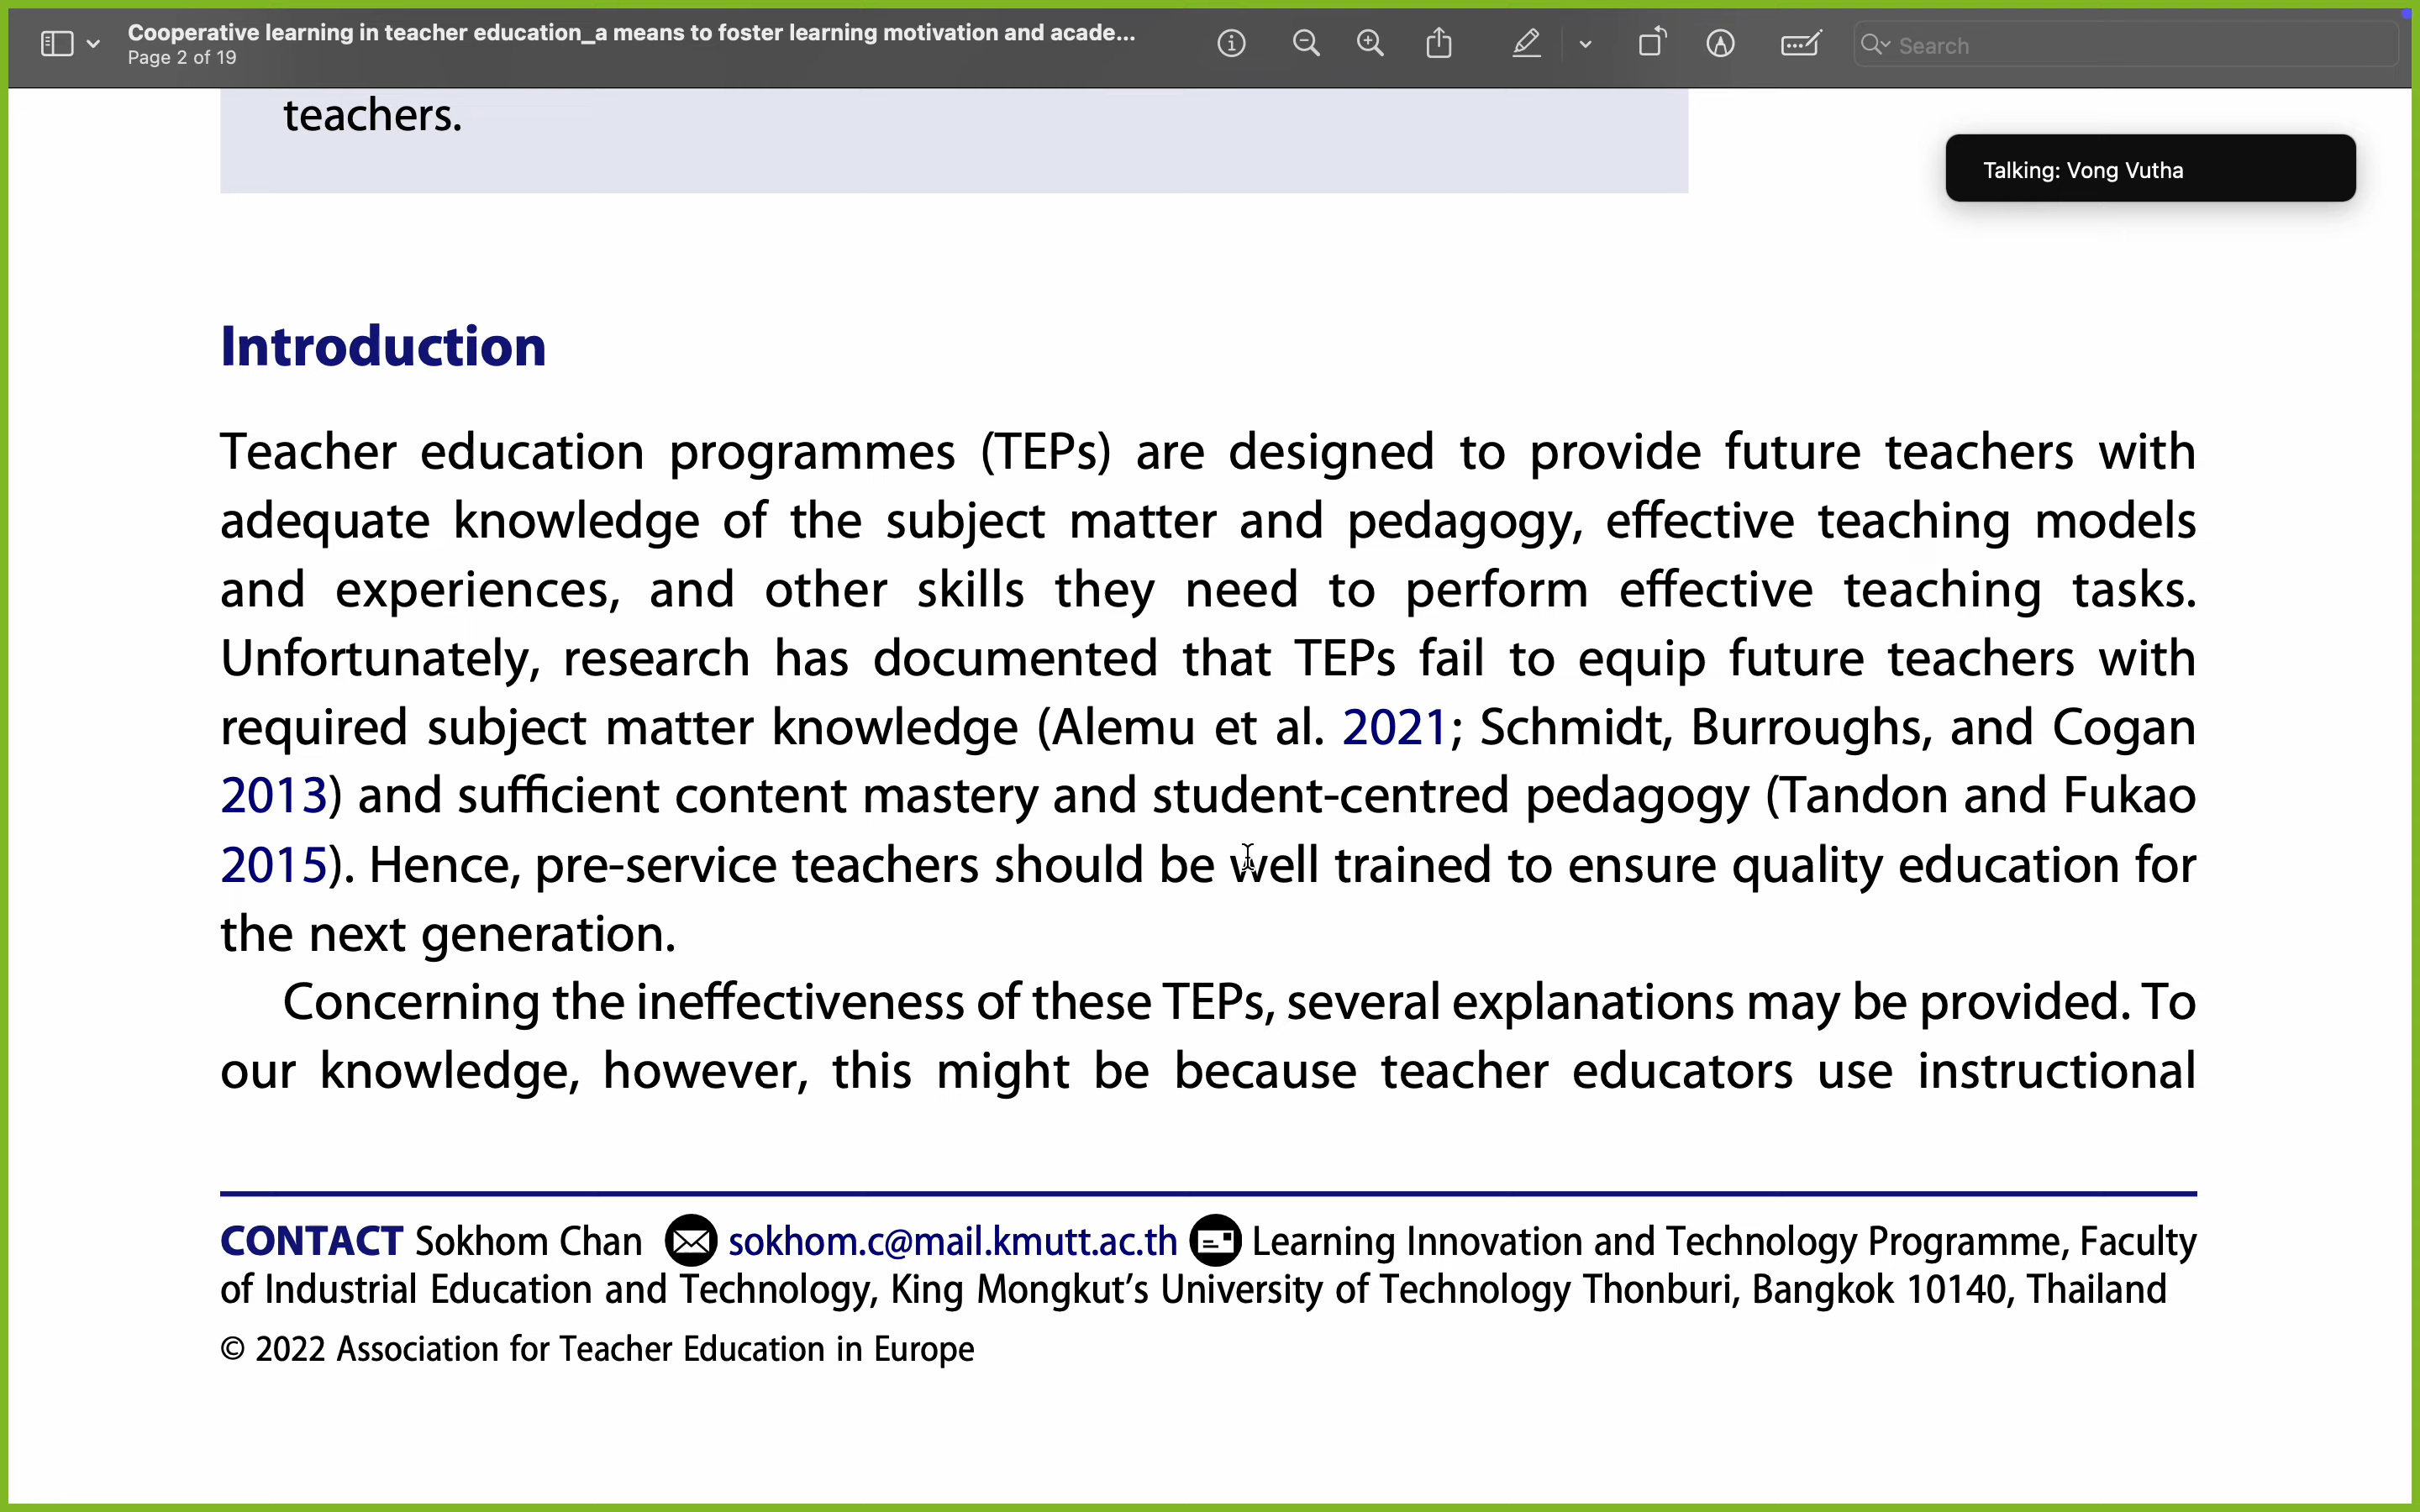 Cooperative learning in teacher education_a means to foster learning motivation and acade...
Page 2 of 19
Search
teachers.
Talking: Vong Vutha
Introduction
Teacher education programmes (TEPs) are designed to provide future teachers with
adequate knowledge of the subject matter and pedagogy, effective teaching models
and experiences, and other skills they need to perform effective teaching tasks.
Unfortunately, research has documented that TEPs fail to equip future teachers with
required subject matter knowledge (Alemu et al. 2021; Schmidt, Burroughs, and Cogan
2013) and sufficient content mastery and student-centred pedagogy (Tandon and Fukao
2015). Hence, pre-service teachers should be well trained to ensure quality education for
the next generation.
Concerning the ineffectiveness of these TEPs, several explanations may be provided. To
our knowledge, however, this might be because teacher educators use instructional
CONTACT Sokhom Chan sokhom.c@mail.kmutt.ac.th Learning Innovation and Technology Programme, Faculty
of Industrial Education and Technology, King Mongkut's University of Technology Thonburi, Bangkok 10140, Thailand
© 2022 Association for Teacher Education in Europe